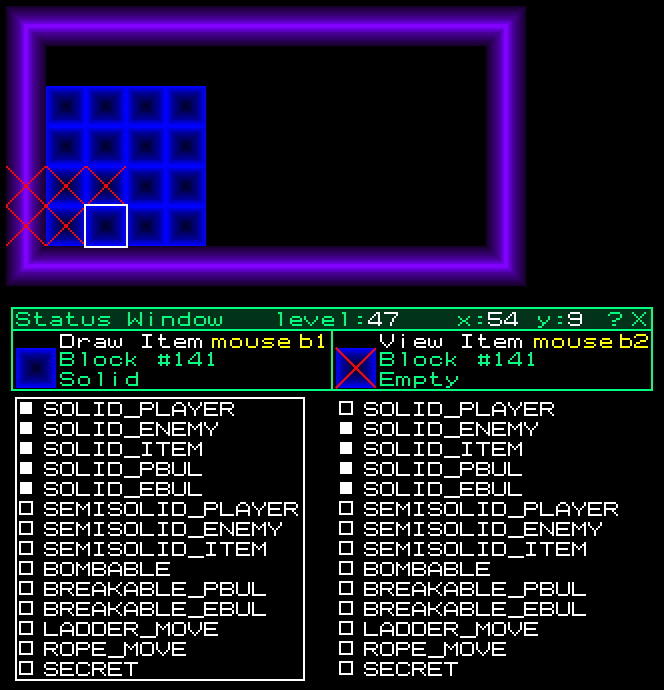 Status Window level:47 x:54 y:9 ? X
Draw Item mouse b1 View Item mouse b2
Block #141 Block #141
Solid Empty
SOLID_PLAYER SOLID_PLAYER
SOLID_ENEMY SOLID_ENEMY
SOLID_ITEM SOLID_ITEM
SOLID_PBUL SOLID_PBUL
SOLID_EBUL SOLID_EBUL
SEMISOLID_PLAYER SEMISOLID_PLAYER
SEMISOLID_ENEMY SEMISOLID_ENEMY
SEMISOLID_ITEM SEMISOLID_ITEM
BOMBABLE BOMBABLE
BREAKABLE_PBUL BREAKABLE_PBUL
BREAKABLE_EBUL BREAKABLE_EBUL
LADDER_MOVE LADDER_MOVE
ROPE_MOVE ROPE_MOVE
SECRET SECRET